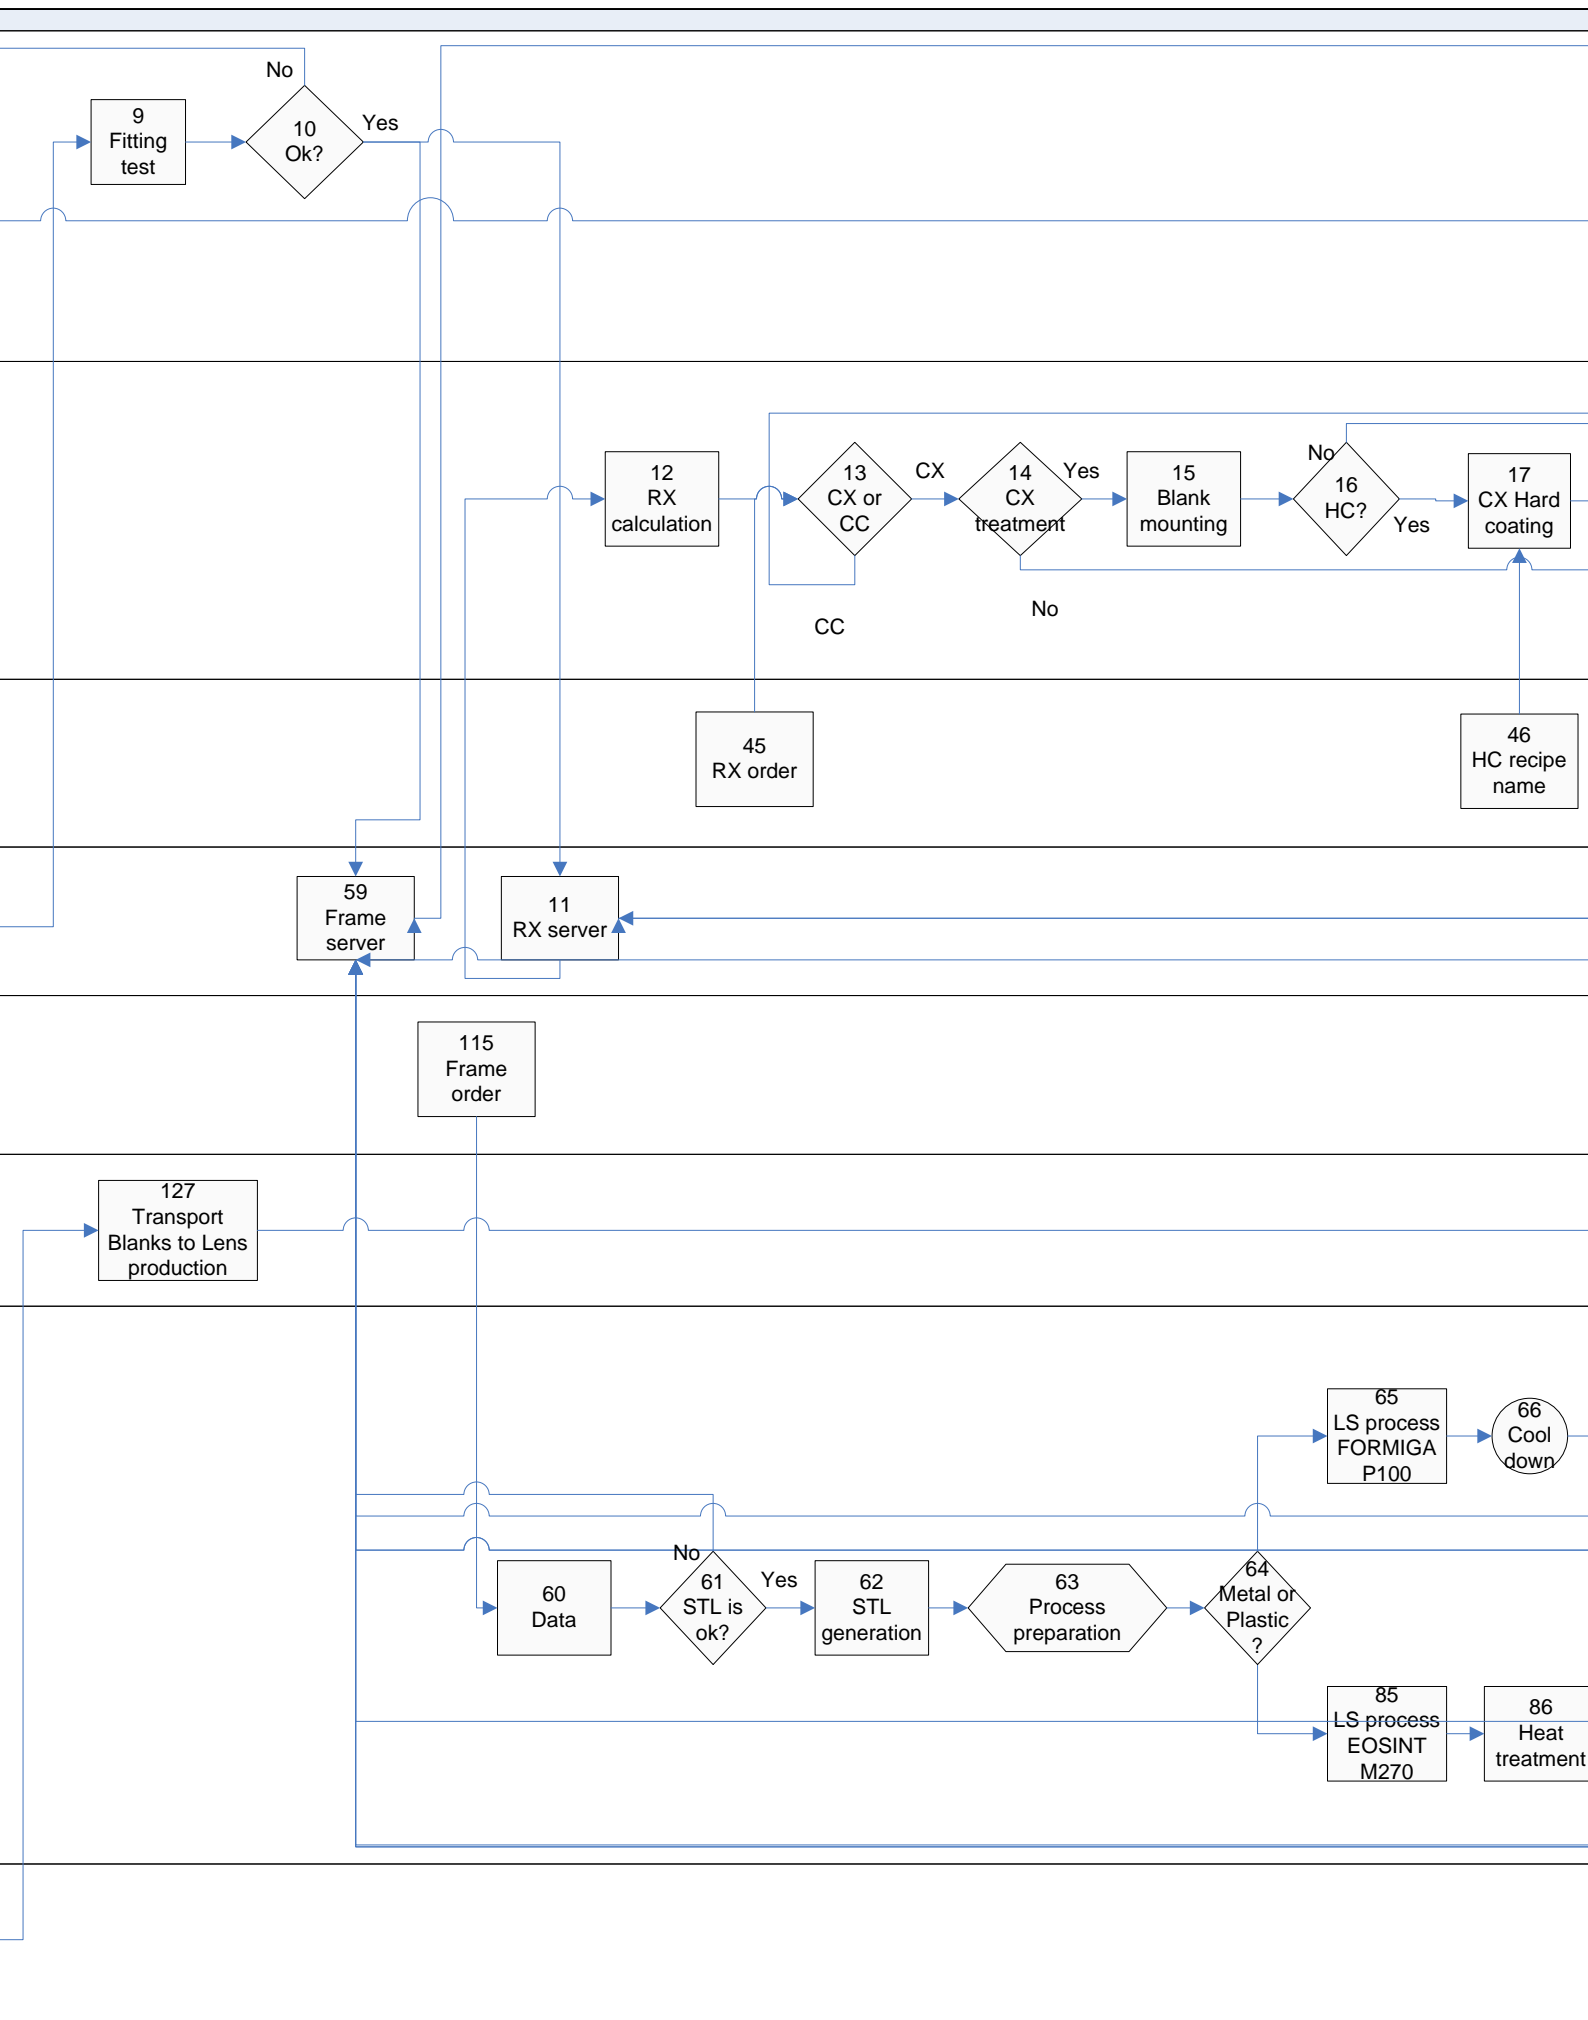 No
9
Fitting
test
10
Ok?
Yes
12
RX
calculation
13
CX or
CC
CX
14
CX
treatment
Yes
15
Blank
mounting
No
16
HC?
Yes
17
CX Hard
coating
CC
No
45
RX order
46
HC recipe
name
59
Frame
server
11
RX server
115
Frame
order
127
Transport
Blanks to Lens
production
65
LS process
FORMIGA
P100
66
Cool
down
60
Data
No
61
STL is
ok?
Yes
62
STL
generation
63
Process
preparation
64
Metal or
Plastic
?
85
LS process
EOSINT
M270
86
Heat
treatment